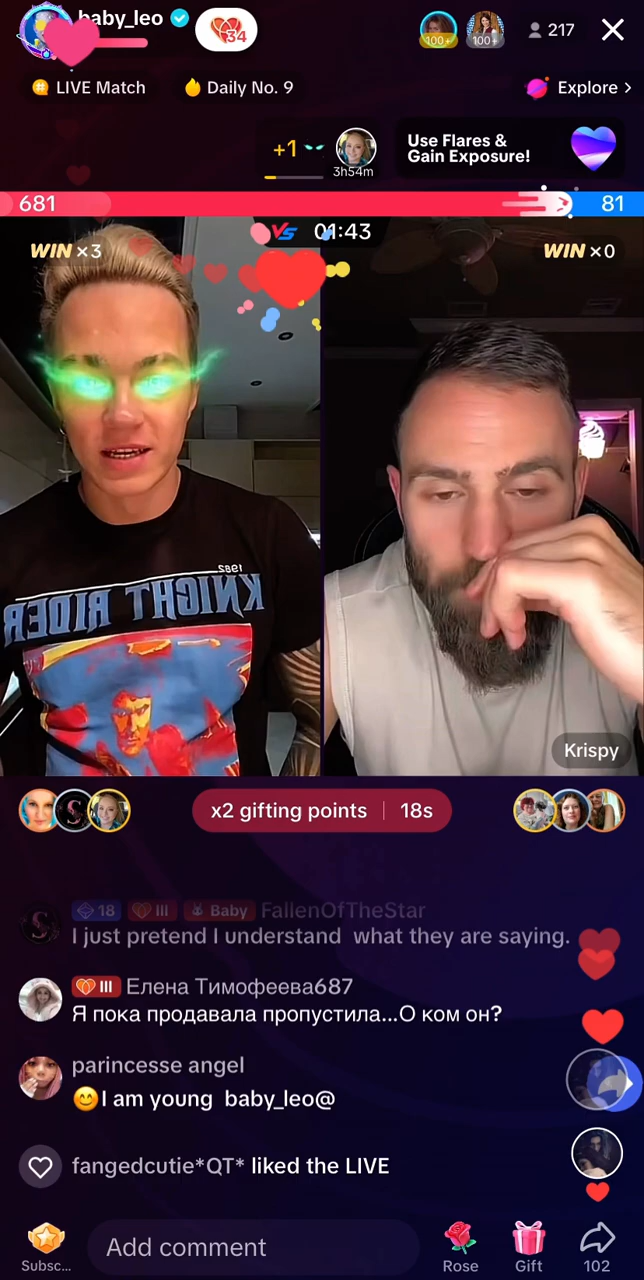 baby_leo
34
100+
100+
217
LIVE Match
Daily No. 9
Explore
+1
3h54m
Use Flares &
Gain Exposure!
681
81
VS 01:43
WIN ×3
WIN ×0
1982
KNIGHT RIDER
Krispy
x2 gifting points | 18s
18 III Baby FallenOfTheStar
I just pretend I understand what they are saying.
III Елена Тимофеева687
Я пока продавала пропустила...О ком он?
parincesse angel
😊I am young baby_leo@
fangedcutie*QT* liked the LIVE
Subsc...
Add comment
Rose
Gift
102